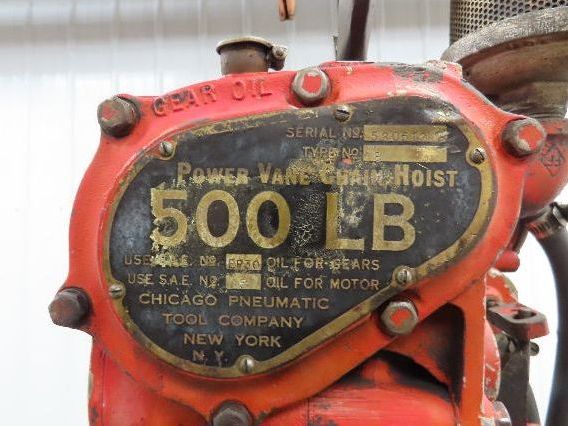 GEAR OIL
SERIAL NO.
TYPE NO.
POWER VANE CHAIN HOIST
500 LB
USE S.A.E. NO. OIL FOR GEARS
USE S.A.E. NO. OIL FOR MOTOR
CHICAGO PNEUMATIC
TOOL COMPANY
NEW YORK
N.Y.